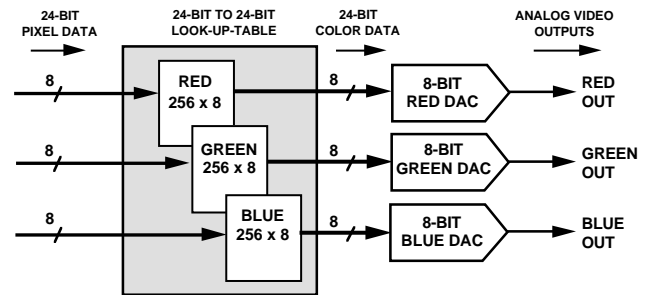 24-BIT
PIXEL DATA
24-BIT TO 24-BIT
LOOK-UP-TABLE
24-BIT
COLOR DATA
ANALOG VIDEO
OUTPUTS
8
RED
256 x 8
8
8-BIT
RED DAC
RED
OUT
8
GREEN
256 x 8
8
8-BIT
GREEN DAC
GREEN
OUT
8
BLUE
256 x 8
8
8-BIT
BLUE DAC
BLUE
OUT